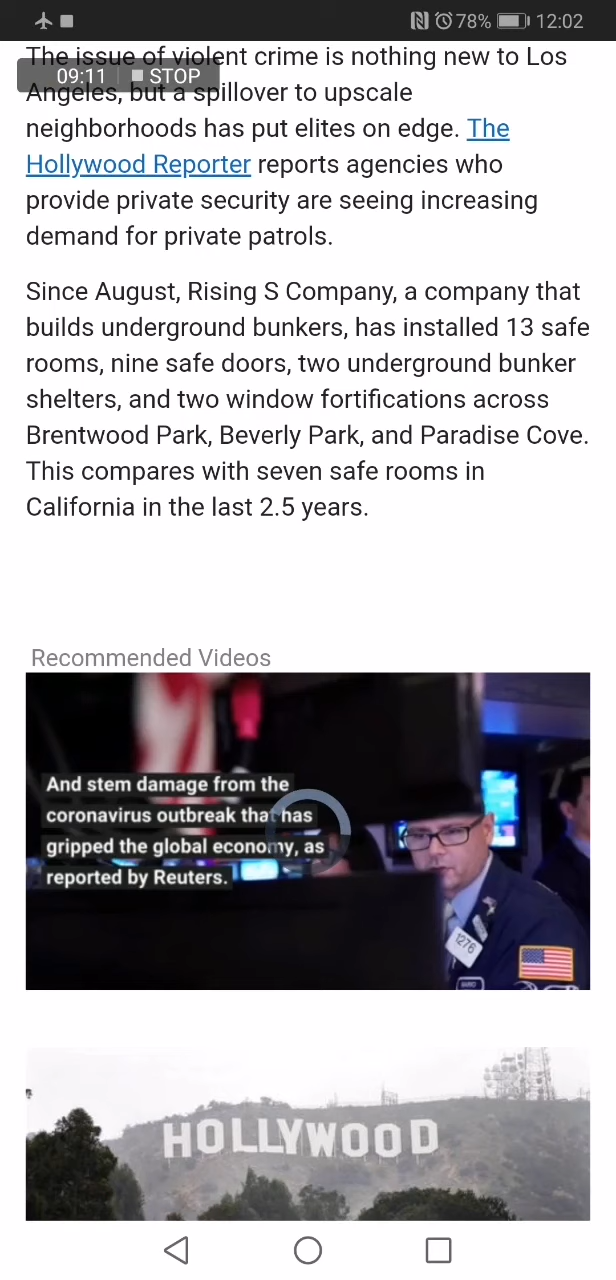 78% 12:02
The issue of violent crime is nothing new to Los
09:11 STOP
Angeles, but a spillover to upscale
neighborhoods has put elites on edge. The
Hollywood Reporter reports agencies who
provide private security are seeing increasing
demand for private patrols.
Since August, Rising S Company, a company that
builds underground bunkers, has installed 13 safe
rooms, nine safe doors, two underground bunker
shelters, and two window fortifications across
Brentwood Park, Beverly Park, and Paradise Cove.
This compares with seven safe rooms in
California in the last 2.5 years.
Recommended Videos
And stem damage from the
coronavirus outbreak that has
gripped the global economy, as
reported by Reuters.
1276
HOLLYWOOD